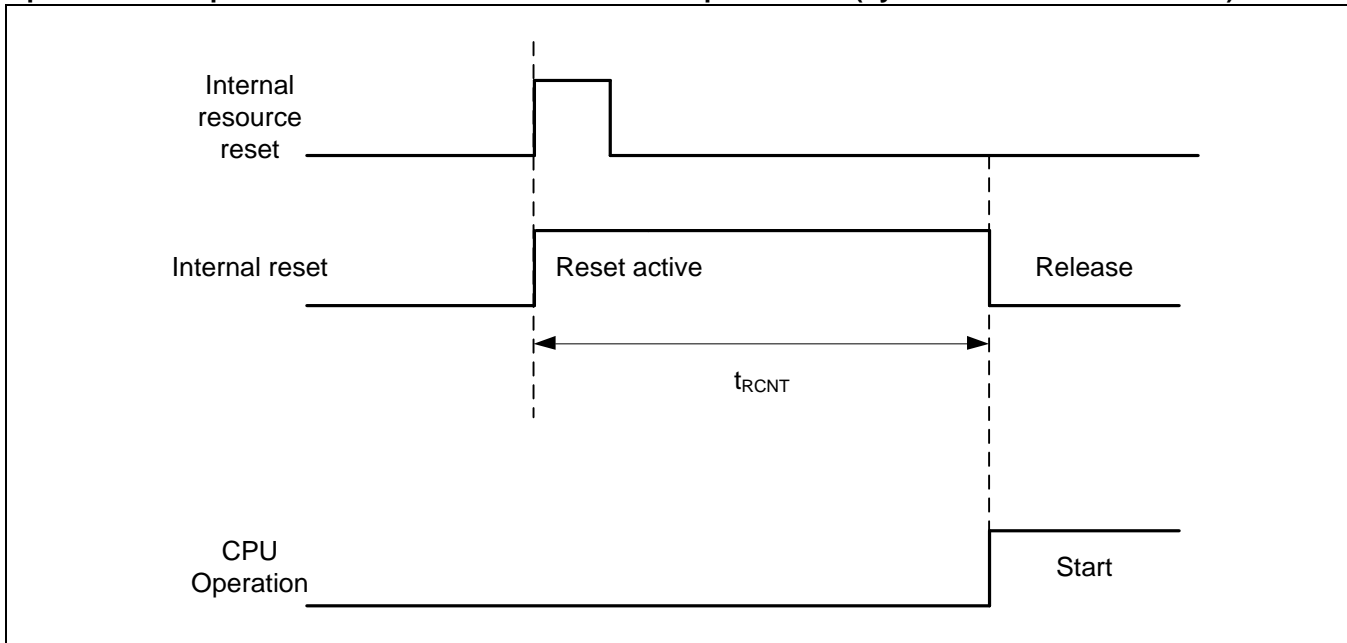 Internal
resource
reset
Internal reset
Reset active
Release
tRCNT
CPU
Operation
Start